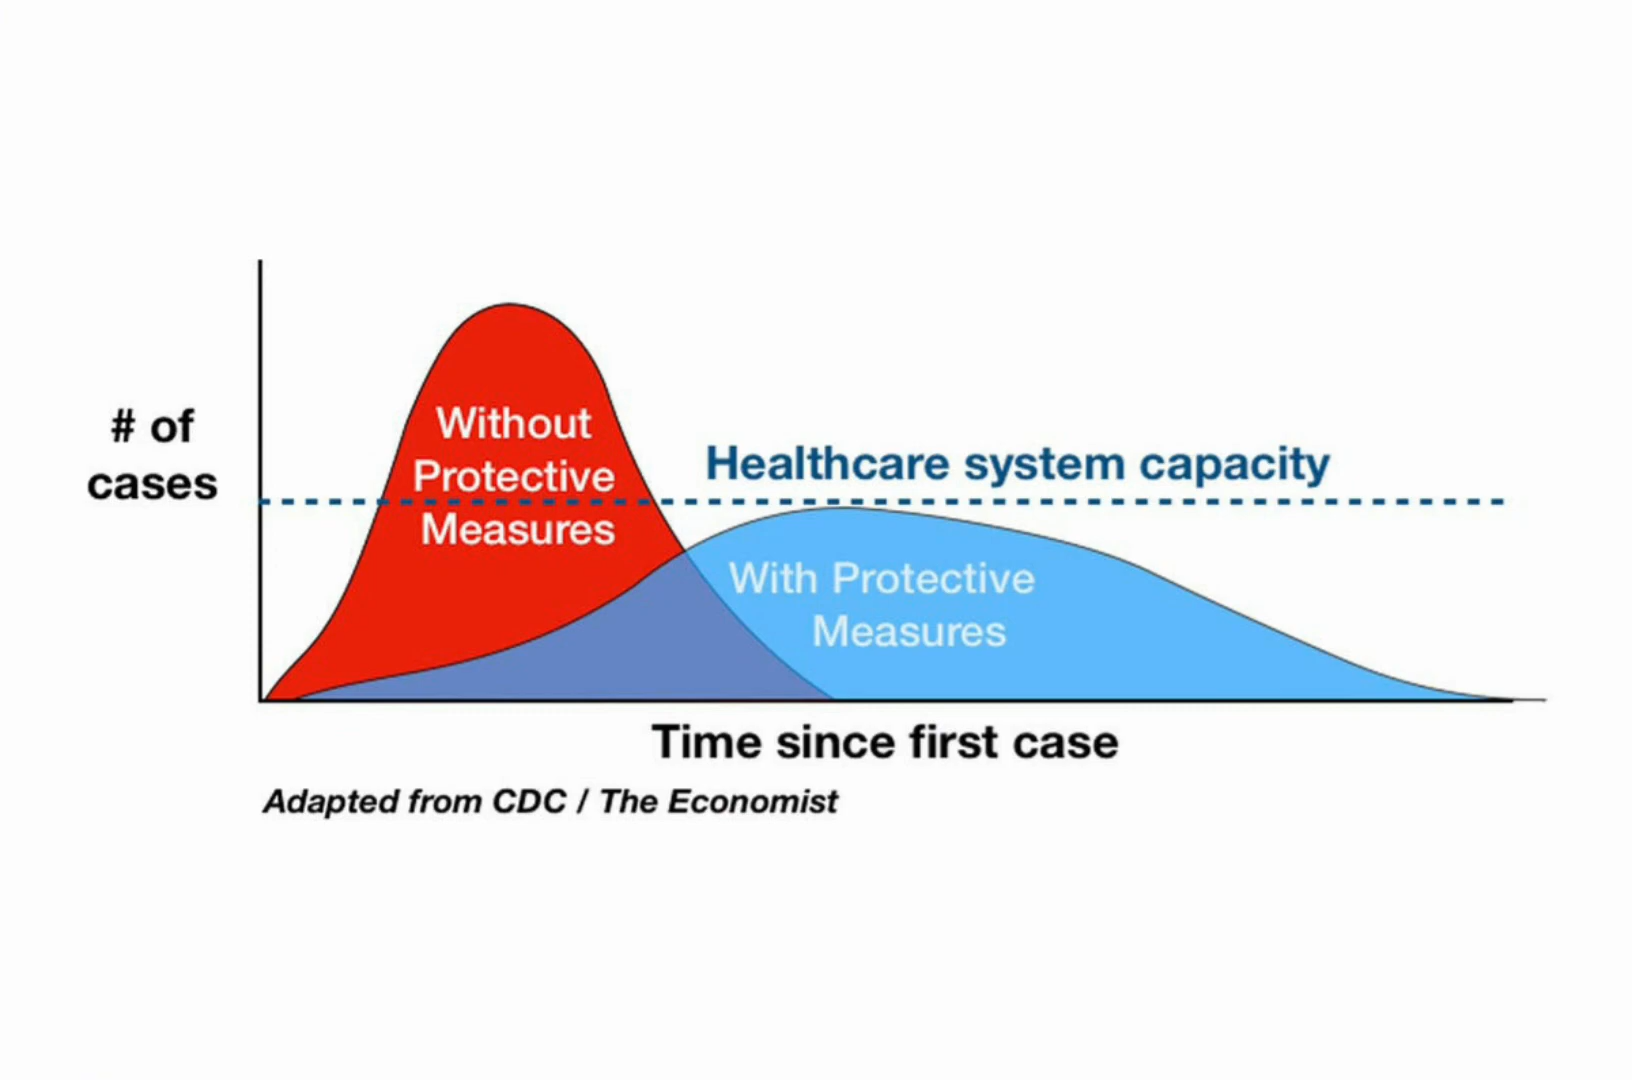 # of
cases
Without
Protective
Measures
Healthcare system capacity
With Protective
Measures
Time since first case
Adapted from CDC / The Economist